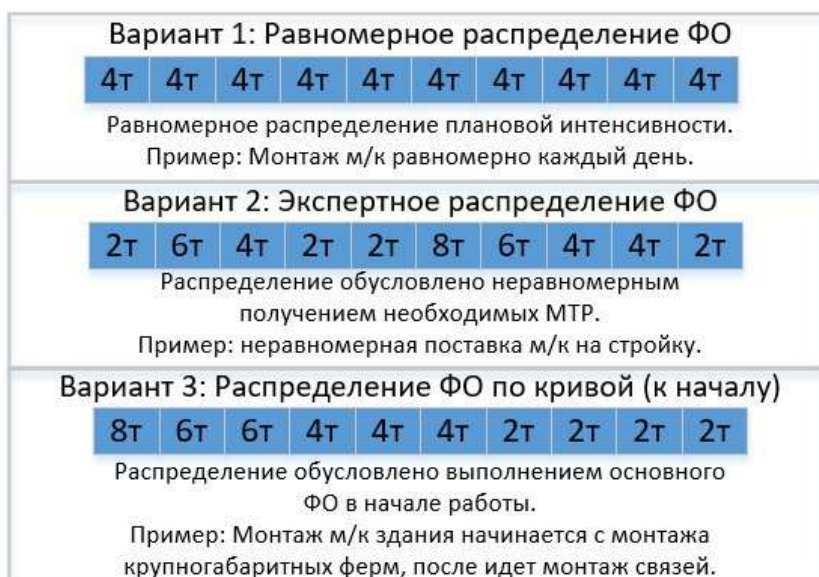 Вариант 1: Равномерное распределение ФО
4т 4т 4т 4т 4т 4т 4т 4т 4т 4т
Равномерное распределение плановой интенсивности.
Пример: Монтаж м/к равномерно каждый день.
Вариант 2: Экспертное распределение ФО
2т 6т 4т 2т 2т 8т 6т 4т 4т 2т
Распределение обусловлено неравномерным
получением необходимых МТР.
Пример: неравномерная поставка м/к на стройку.
Вариант 3: Распределение ФО по кривой (к началу)
8т 6т 6т 4т 4т 4т 2т 2т 2т 2т
Распределение обусловлено выполнением основного
ФО в начале работы.
Пример: Монтаж м/к здания начинается с монтажа
крупногабаритных ферм, после идет монтаж связей.